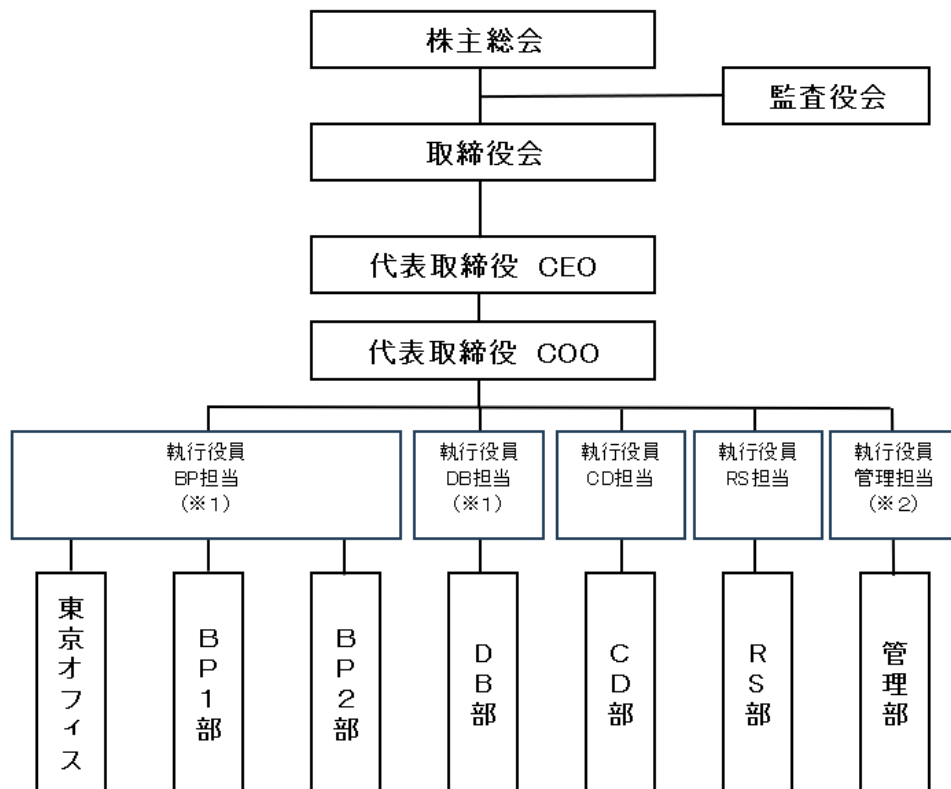 株主総会
監査役会
取締役会
代表取締役 CEO
代表取締役 COO
執行役員
BP担当
(※1)
執行役員
DB担当
(※1)
執行役員
CD担当
執行役員
RS担当
執行役員
管理担当
(※2)
東京オフィス
BP1部
BP2部
DB部
CD部
RS部
管理部